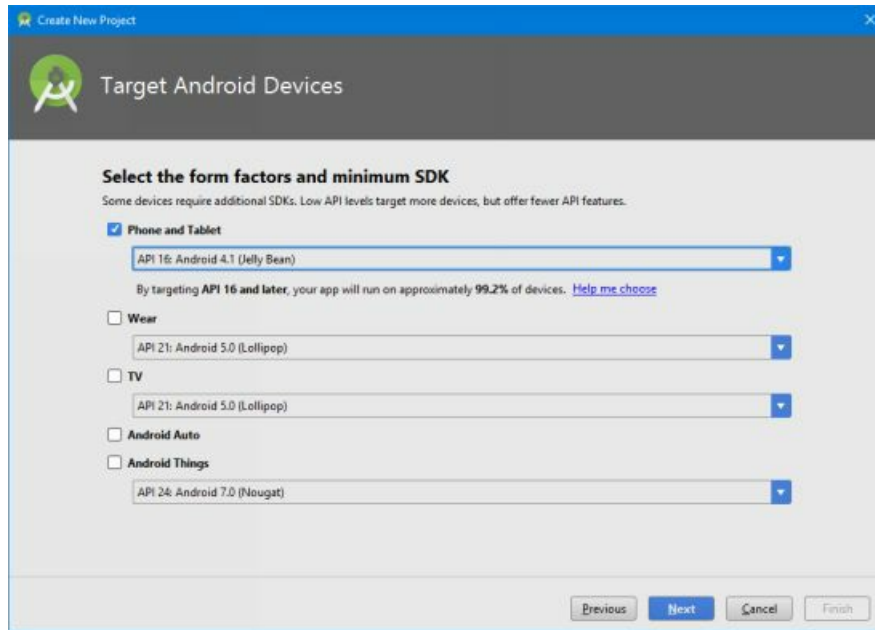 Create New Project
Target Android Devices
Select the form factors and minimum SDK
Some devices require additional SDKs. Low API levels target more devices, but offer fewer API features.
Phone and Tablet
API 16: Android 4.1 (Jelly Bean)
By targeting API 16 and later, your app will run on approximately 99.2% of devices. Help me choose
Wear
API 21: Android 5.0 (Lollipop)
TV
API 21: Android 5.0 (Lollipop)
Android Auto
Android Things
API 24: Android 7.0 (Nougat)
Previous Next Cancel Finish